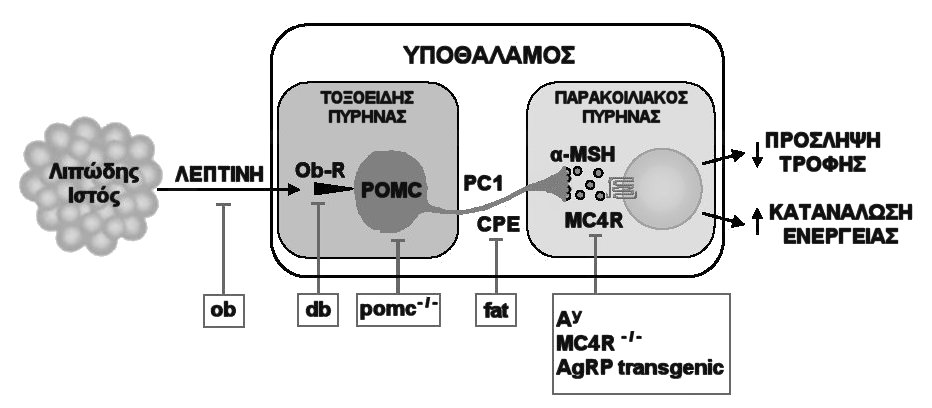 ΥΠΟΘΑΛΑΜΟΣ
ΤΟΞΟΕΙΔΗΣ
ΠΥΡΗΝΑΣ
ΠΑΡΑΚΟΙΛΙΑΚΟΣ
ΠΥΡΗΝΑΣ
Λιπώδης
Ιστός
ΛΕΠΤΙΝΗ
Ob-R
POMC
PC1
CPE
α-MSH
MC4R
ΠΡΟΣΛΗΨΗ
ΤΡΟΦΗΣ
ΚΑΤΑΝΑΛΩΣΗ
ΕΝΕΡΓΕΙΑΣ
ob
db
pomc-/-
fat
Ay
MC4R -/-
AgRP transgenic